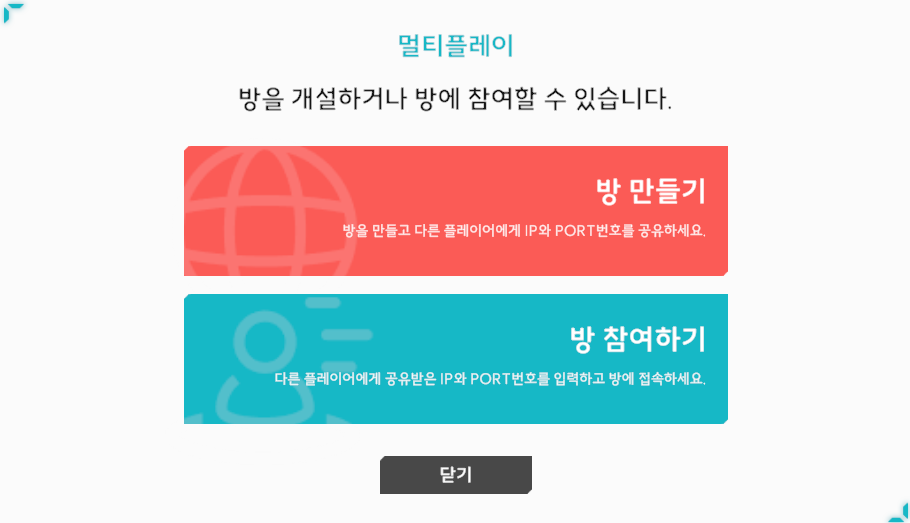 멀티플레이
방을 개설하거나 방에 참여할 수 있습니다.
방 만들기
방을 만들고 다른 플레이어에게 IP와 PORT번호를 공유하세요.
방 참여하기
다른 플레이어에게 공유받은 IP와 PORT번호를 입력하고 방에 접속하세요.
닫기